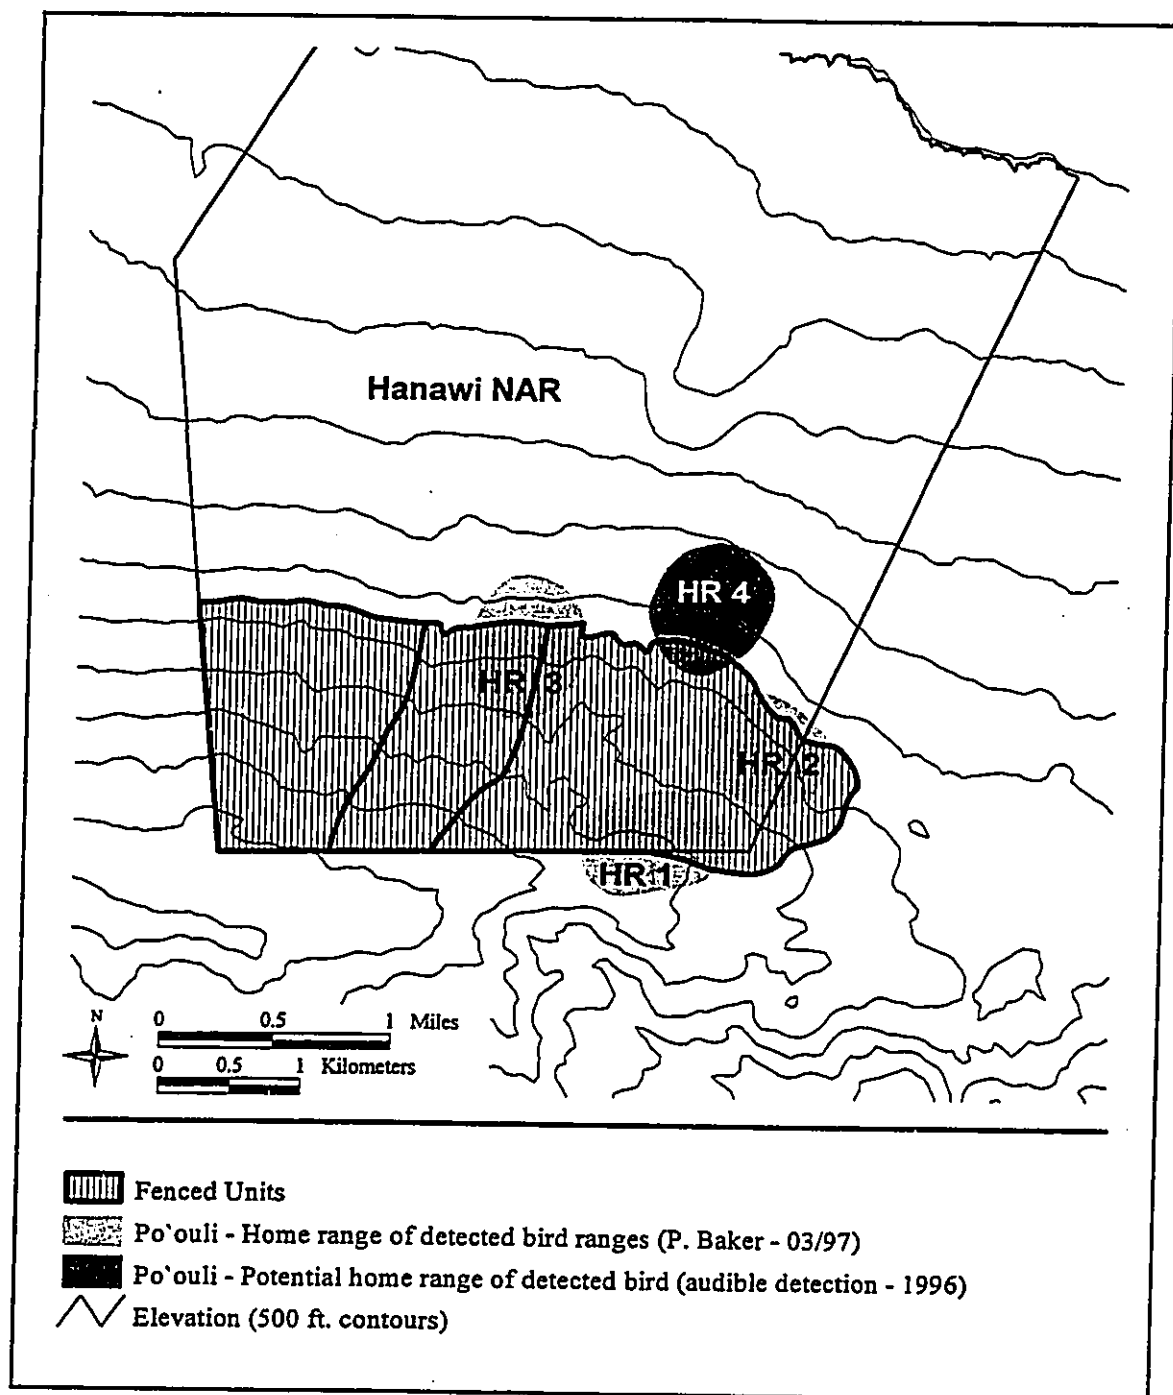 Hanawi NAR
HR 4
HR 3
HR 2
HR 1
N
0 0.5 1 Miles
0 0.5 1 Kilometers
Fenced Units
Po`ouli - Home range of detected bird ranges (P. Baker - 03/97)
Po`ouli - Potential home range of detected bird (audible detection - 1996)
Elevation (500 ft. contours)